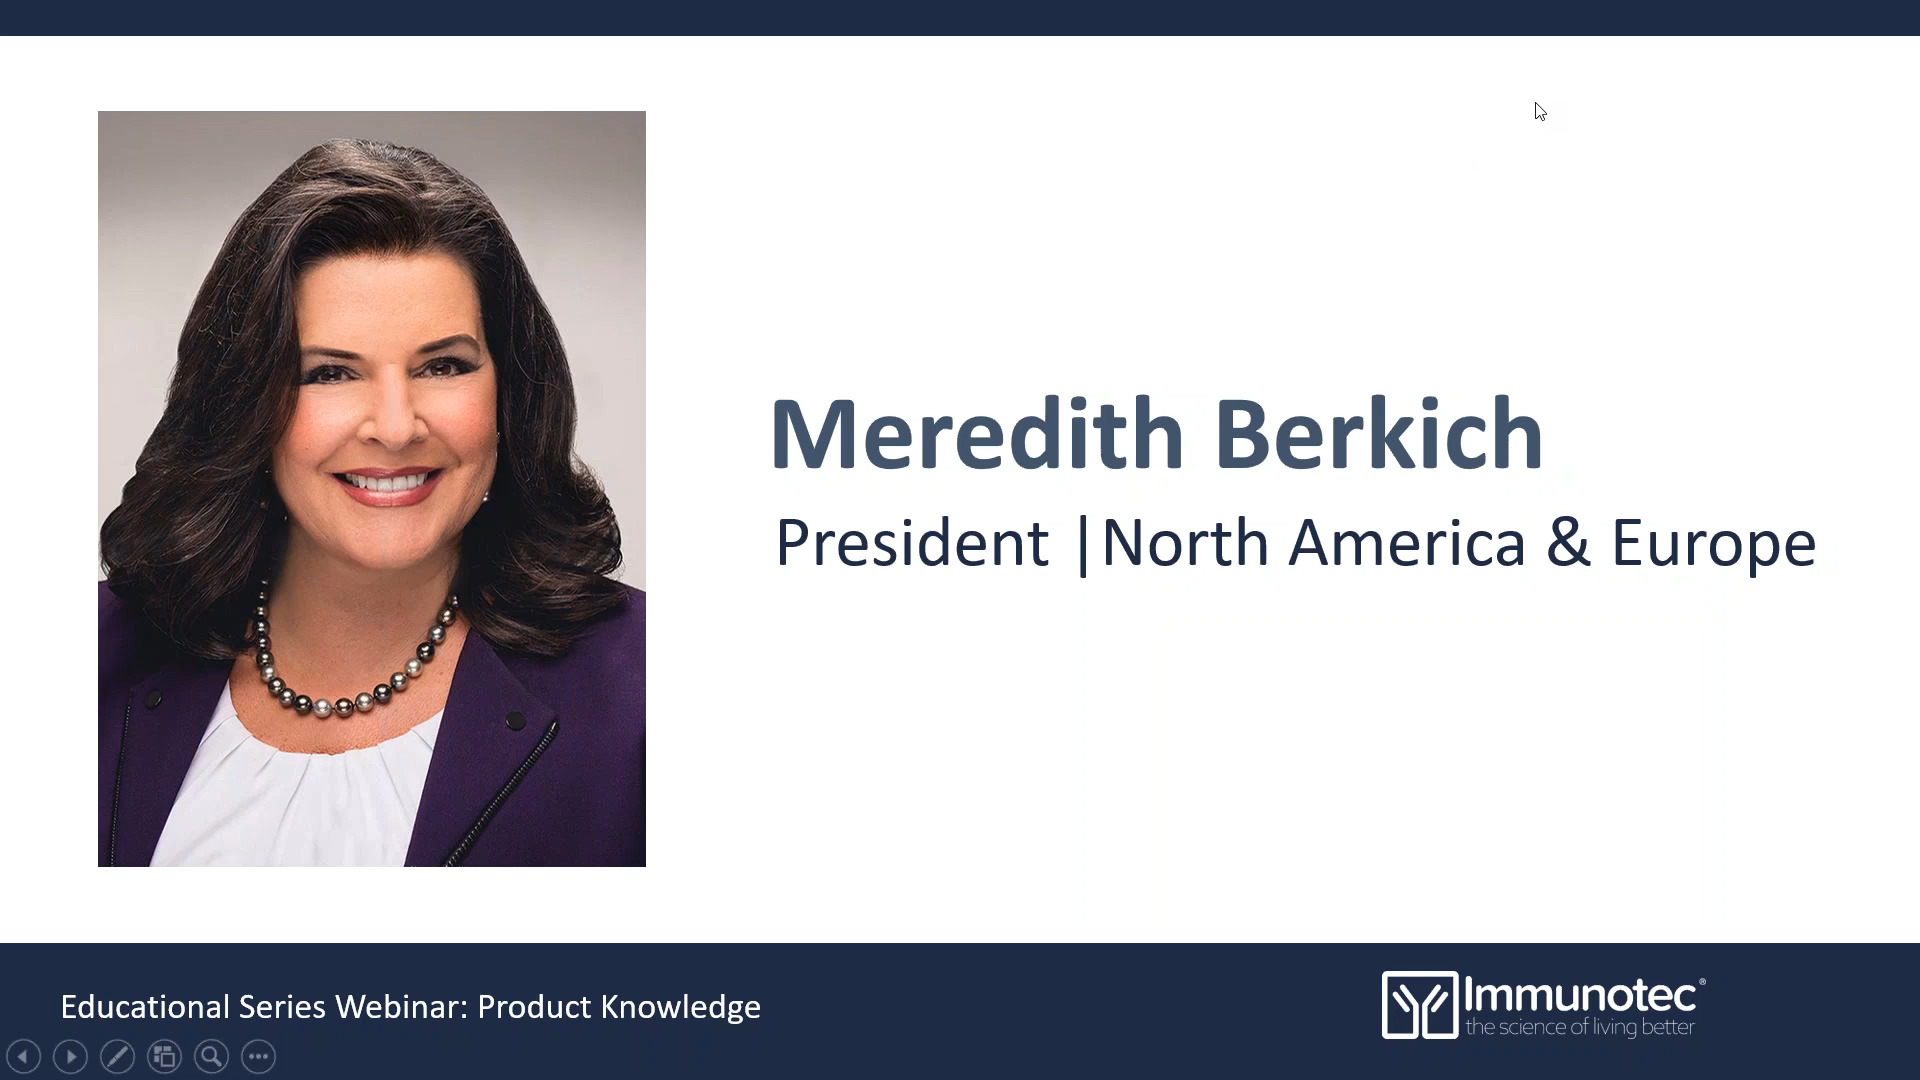 Meredith Berkich
President |North America & Europe
Educational Series Webinar: Product Knowledge
Immunotec®
the science of living better